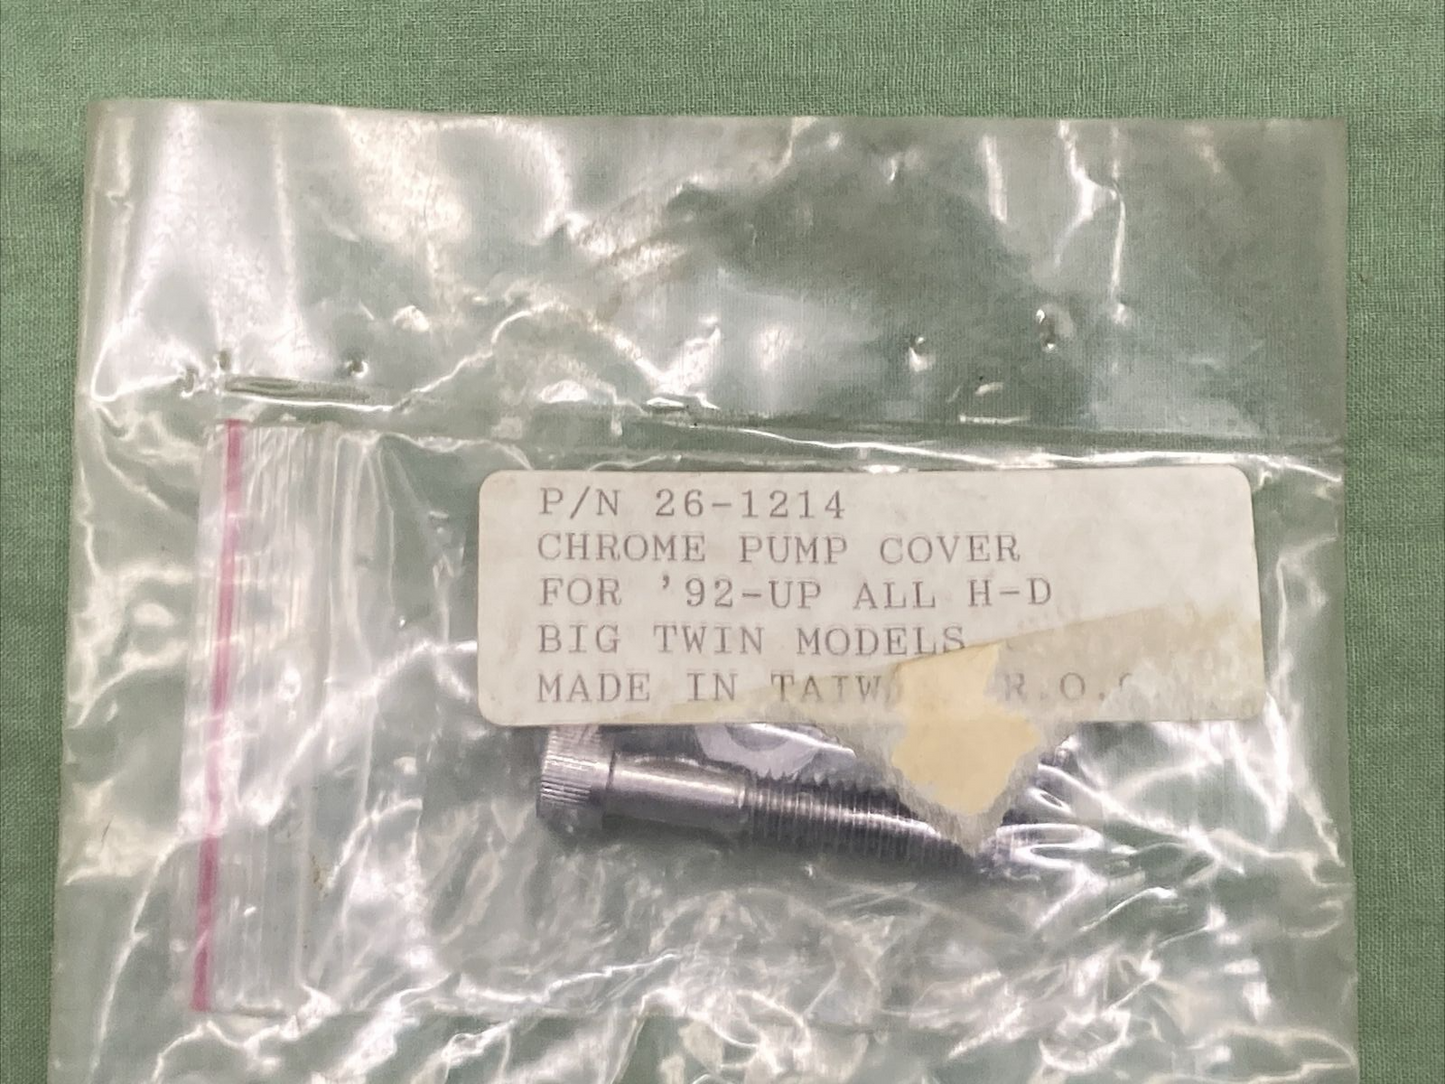 P/N 26-1214
CHROME PUMP COVER
FOR '92-UP ALL H-D
BIG TWIN MODELS
MADE IN R.O.